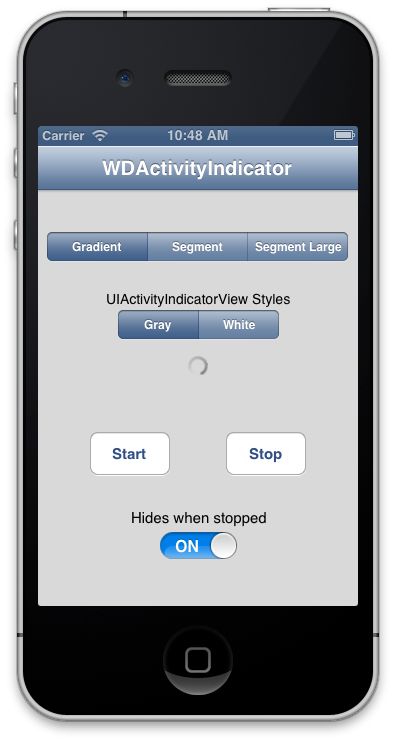 Carrier 10:48 AM
WDActivityIndicator
Gradient Segment Segment Large
UIActivityIndicatorView Styles
Gray White
Start Stop
Hides when stopped
ON